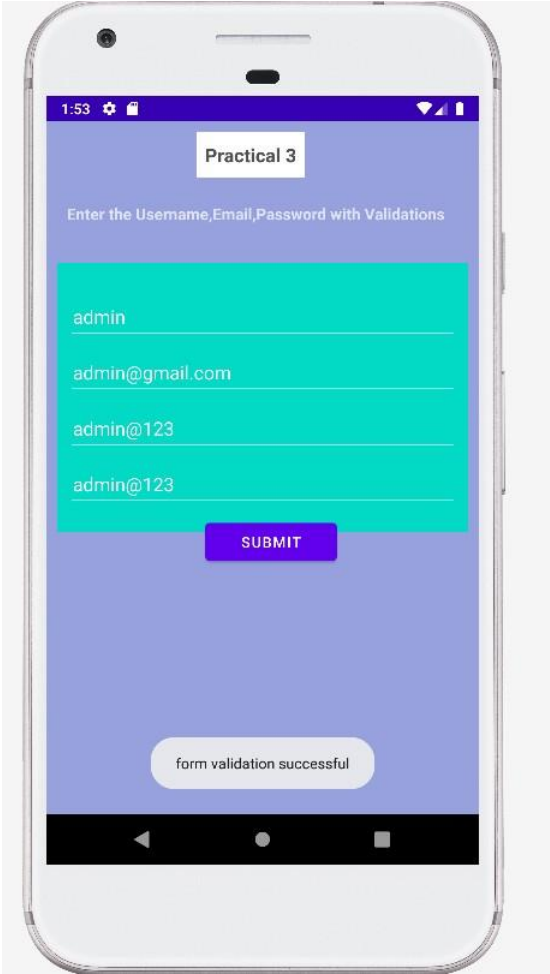 1:53
Practical 3
Enter the Username,Email,Password with Validations
admin
admin@gmail.com
admin@123
admin@123
SUBMIT
form validation successful